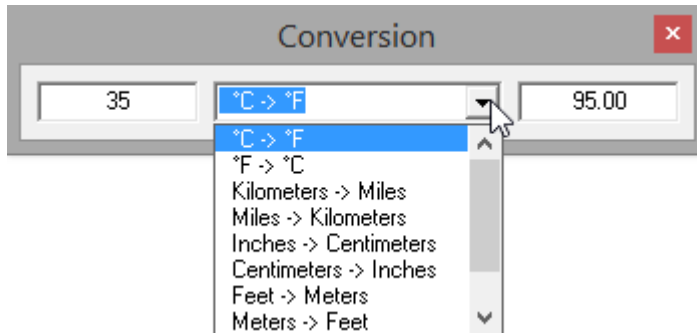 Conversion
35 °C -> °F 95.00
°C -> °F
°F -> °C
Kilometers -> Miles
Miles -> Kilometers
Inches -> Centimeters
Centimeters -> Inches
Feet -> Meters
Meters -> Feet